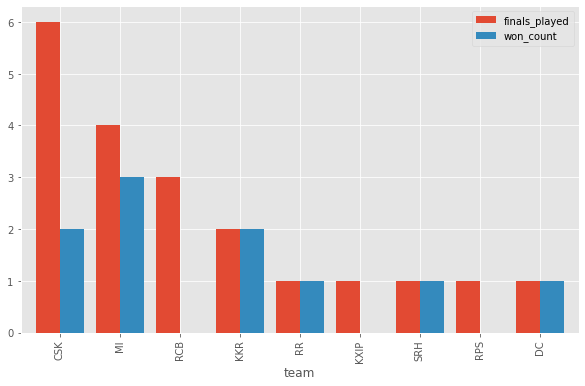 finals_played
won_count
6
5
4
3
2
1
0
CSK
MI
RCB
KKR
RR
KXIP
SRH
RPS
DC
team